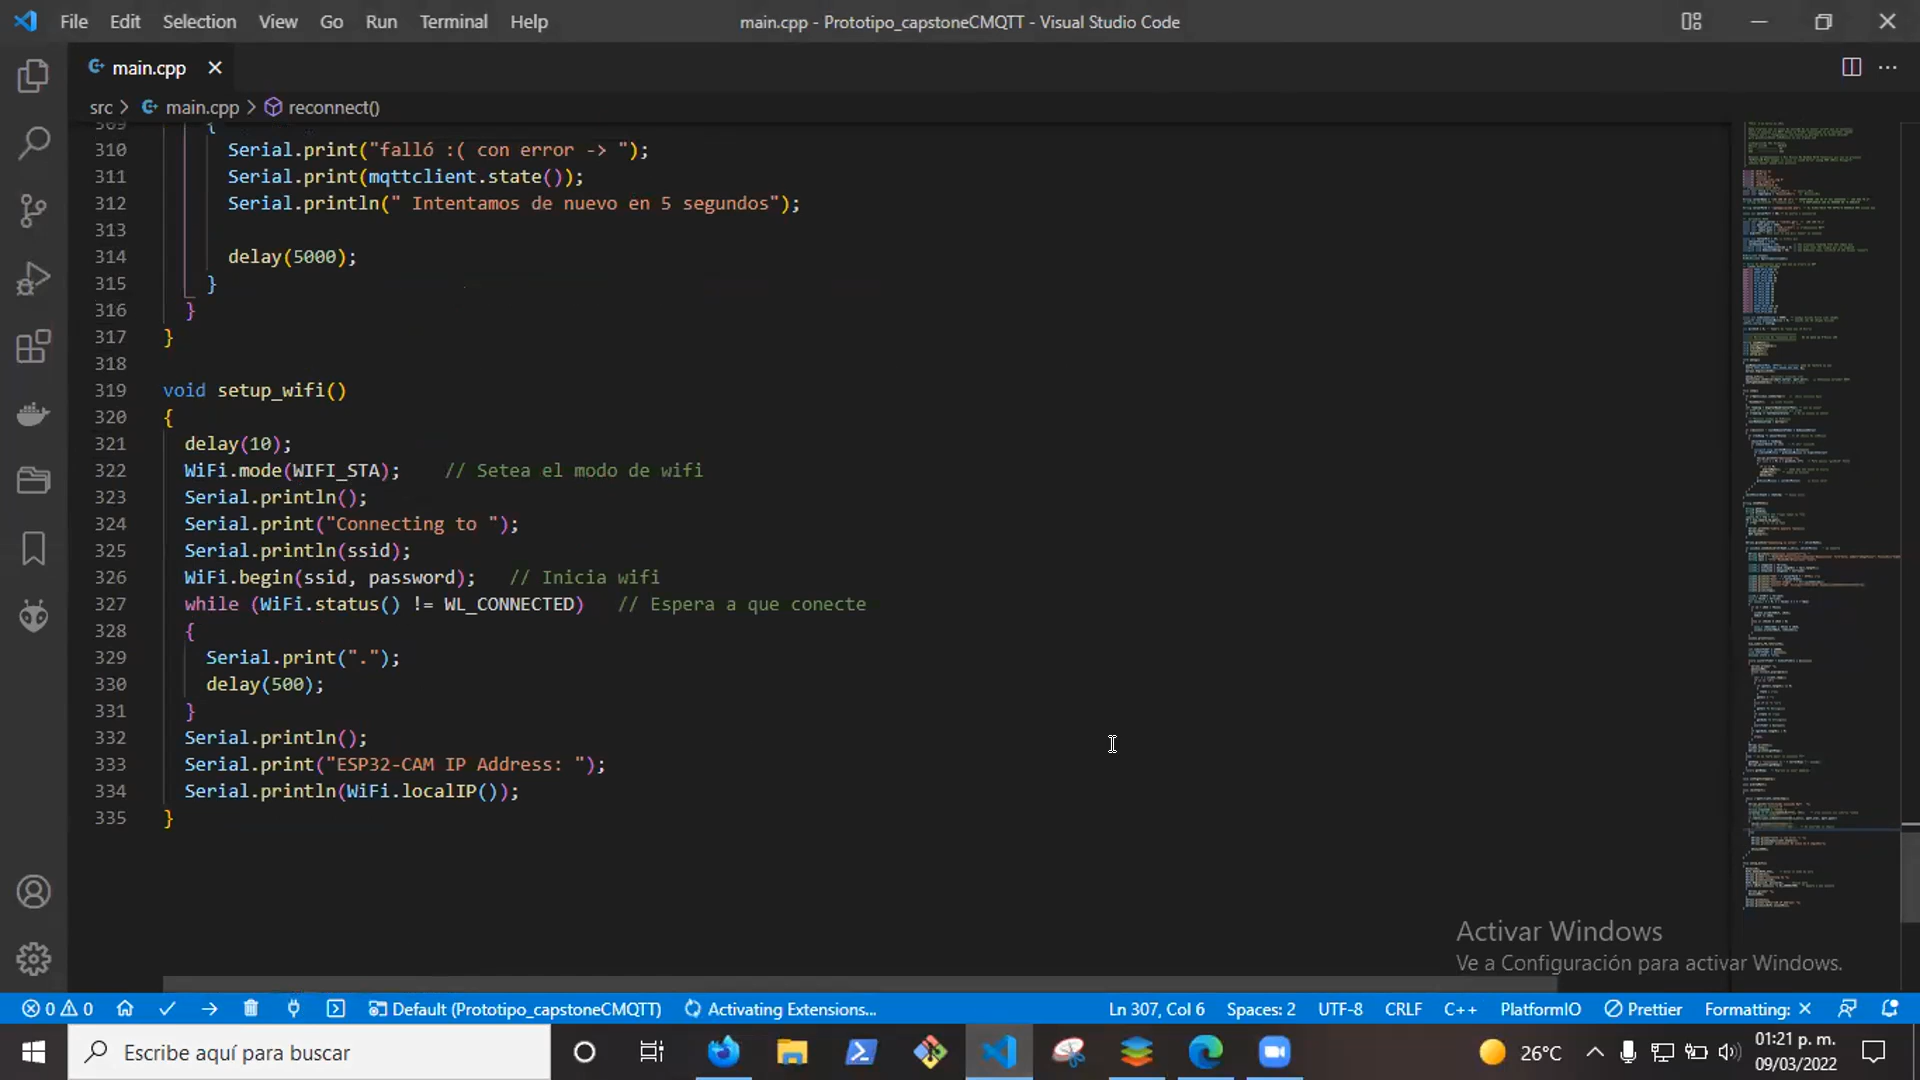 File Edit Selection View Go Run Terminal Help main.cpp - Prototipo_capstoneCMQTT - Visual Studio Code
main.cpp
src > main.cpp > reconnect()
309 {
310 Serial.print("falló :( con error -> ");
311 Serial.print(mqttclient.state());
312 Serial.println(" Intentamos de nuevo en 5 segundos");
313
314 delay(5000);
315 }
316 }
317 }
318
319 void setup_wifi()
320 {
321 delay(10);
322 WiFi.mode(WIFI_STA); // Setea el modo de wifi
323 Serial.println();
324 Serial.print("Connecting to ");
325 Serial.println(ssid);
326 WiFi.begin(ssid, password); // Inicia wifi
327 while (WiFi.status() != WL_CONNECTED) // Espera a que conecte
328 {
329 Serial.print(".");
330 delay(500);
331 }
332 Serial.println();
333 Serial.print("ESP32-CAM IP Address: ");
334 Serial.println(WiFi.localIP());
335 }
Activar Windows
Ve a Configuración para activar Windows.
0 0 Default (Prototipo_capstoneCMQTT) Activating Extensions... Ln 307, Col 6 Spaces: 2 UTF-8 CRLF C++ PlatformIO Prettier Formatting: ×
Escribe aquí para buscar 26°C 01:21 p. m.
09/03/2022